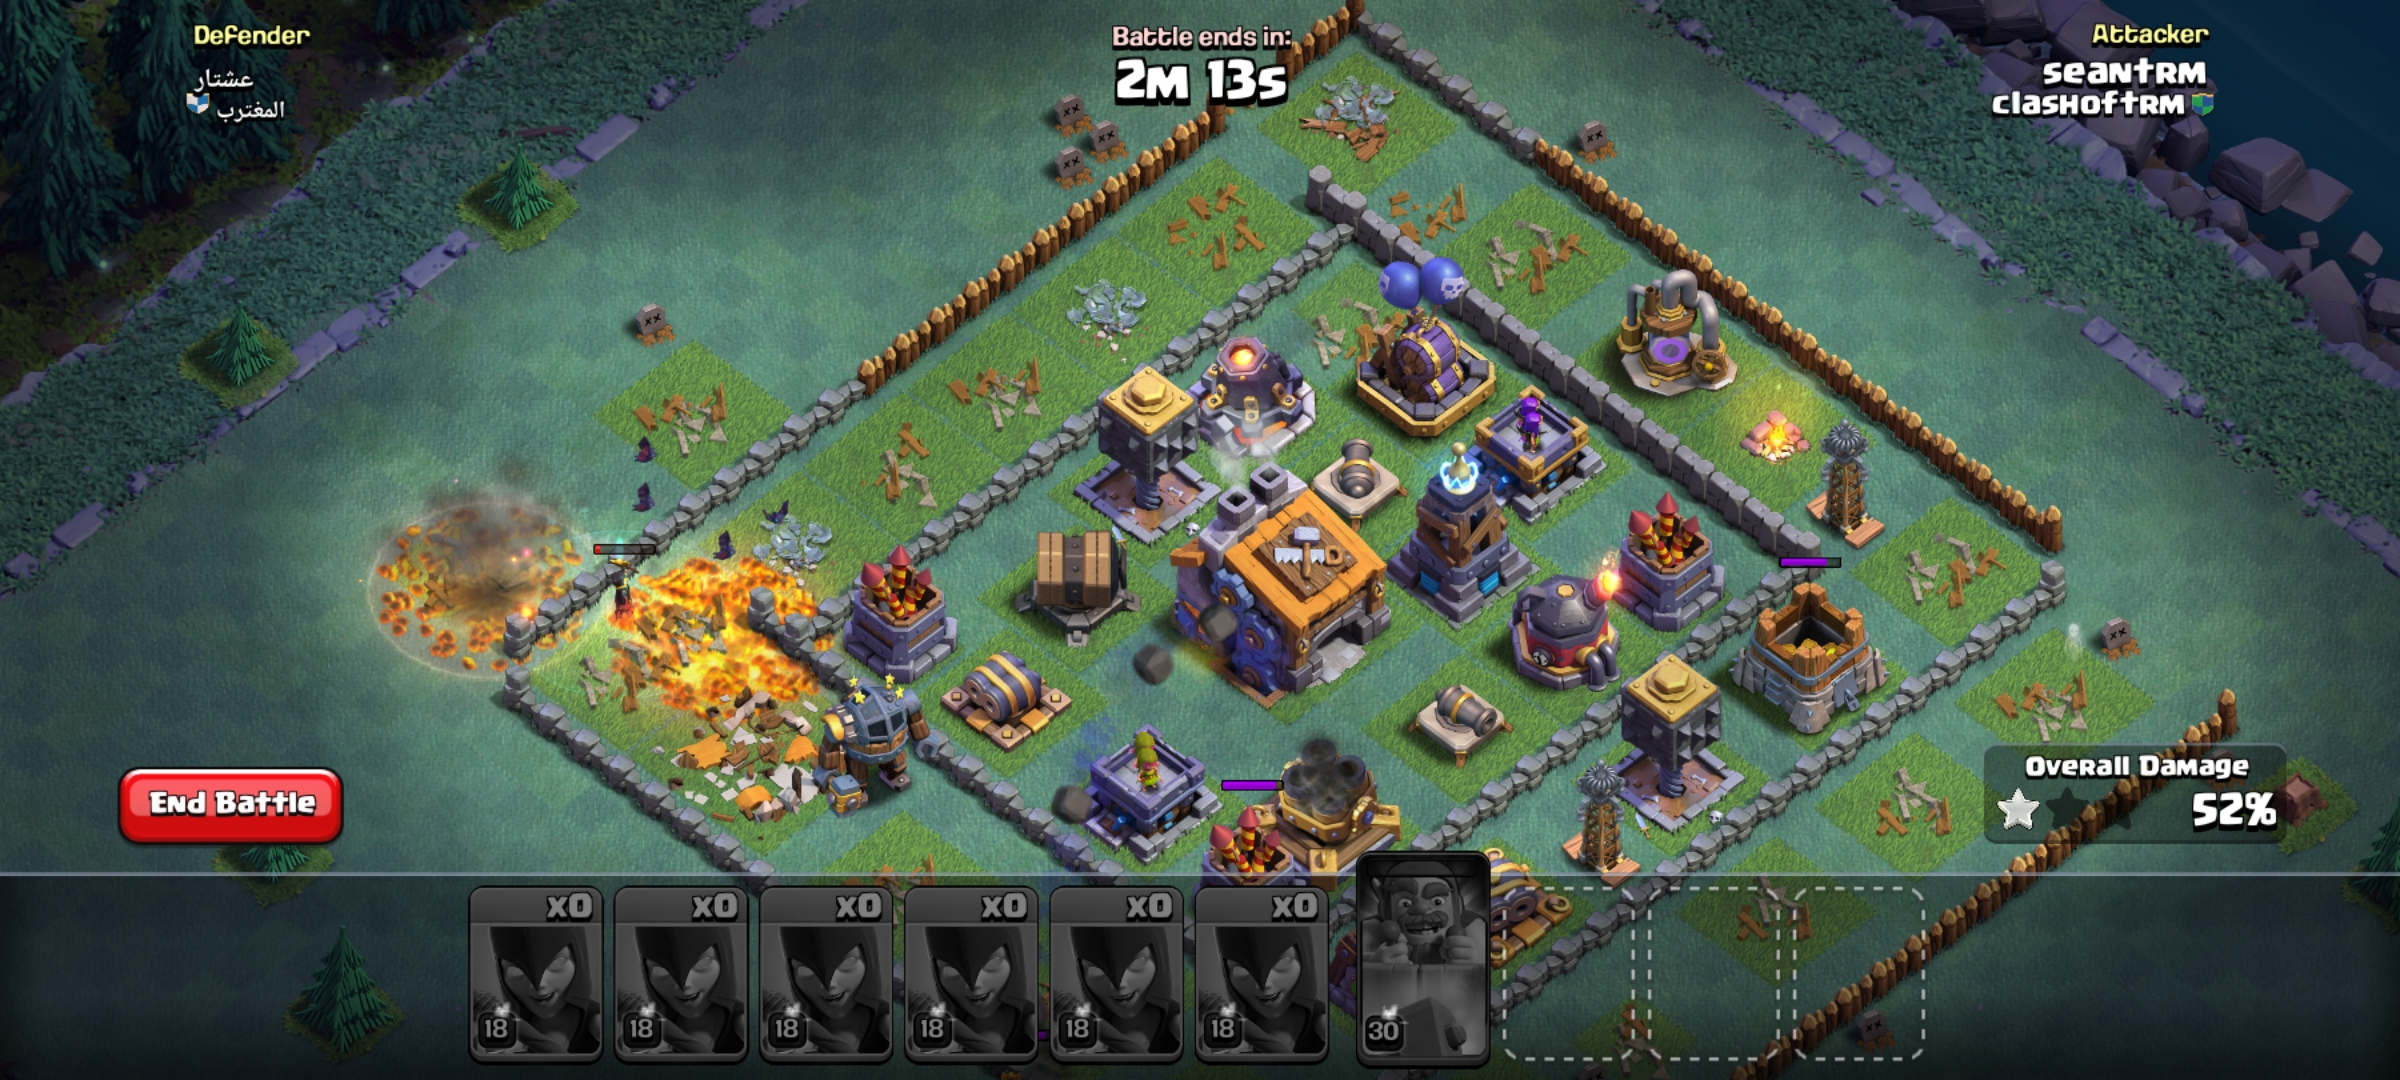 Defender
عشتار
المغترب
Battle ends in:
2M 13S
Attacker
seantRM
clashoftRM
End Battle
Overall Damage
52%
x0
x0
x0
x0
x0
x0
18
18
18
18
18
18
30